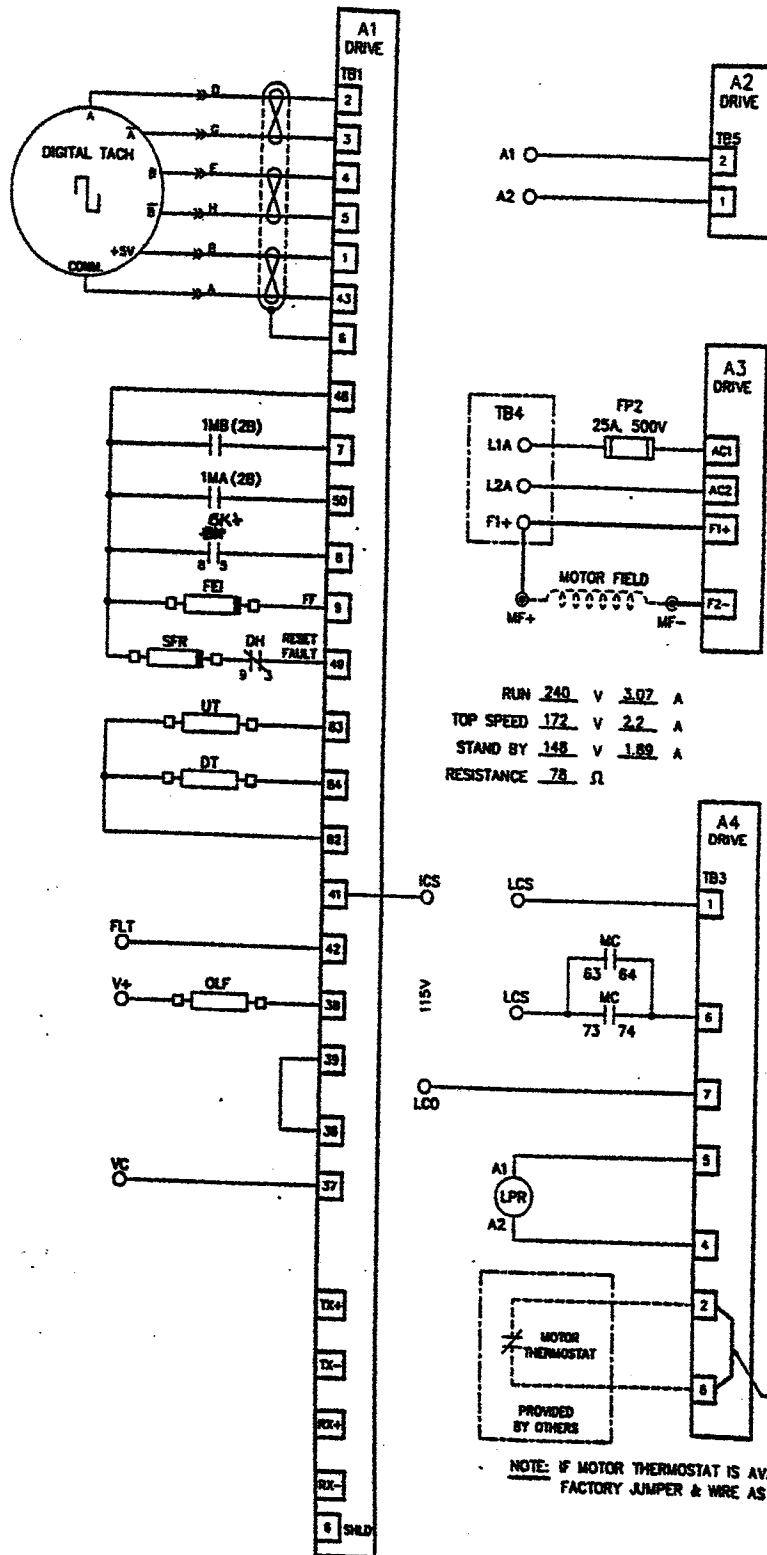 A1
DRIVE
TB1
2
3
4
5
1
43
6
A
A
B
B
+5V
COMM.
DIGITAL TACH
D
G
F
H
B
A
48
1MB (2B)
7
1MA (2B)
50
8 5
8
FEI
FF
9
SFR
DH
9 3
RESET
FAULT
49
UT
83
DT
84
82
41
ICS
FLT
42
V+
OLF
38
39
36
VC
37
TX+
TX-
RX+
RX-
6
SHLD
A2
DRIVE
TB5
A1
2
A2
1
A3
DRIVE
TB4
FP2
25A, 500V
L1A
AC1
L2A
AC2
F1+
F1+
MOTOR FIELD
MF+
MF-
F2-
RUN 240 V 3.07 A
TOP SPEED 172 V 2.2 A
STAND BY 148 V 1.89 A
RESISTANCE 78 Ω
A4
DRIVE
TB3
LCS
1
MC
63 64
LCS
MC
73 74
6
115V
LCO
7
A1
LPR
A2
5
4
2
MOTOR
THERMOSTAT
8
PROVIDED
BY OTHERS
NOTE: IF MOTOR THERMOSTAT IS
FACTORY JUMPER & WIRE AS